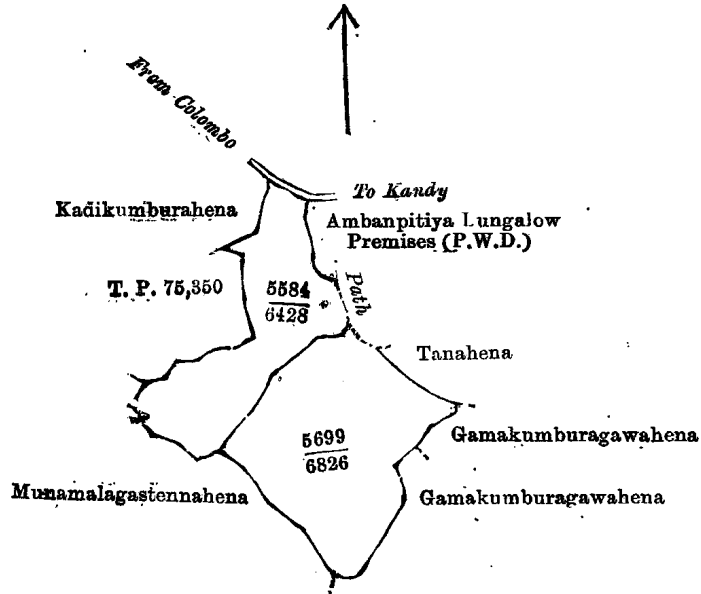 From Colombo
To Kandy
Kadikumburahena
Ambanpitiya Lungalow
Premises (P.W.D.)
T. P. 75,350
5584
6428
Path
Tanahena
5699
6826
Gamakumburagawahena
Munamalagastennahena
Gamakumburagawahena